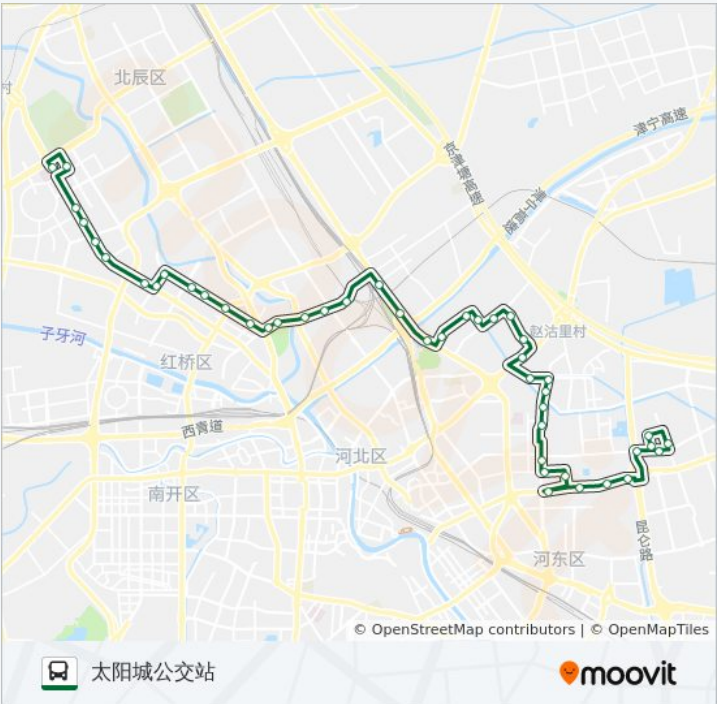 北辰区
村
津宁高速
京津塘高速
津宁高速
子牙河
赵沽里村
红桥区
西青道
河北区
南开区
昆仑路
河东区
© OpenStreetMap contributors | © OpenMapTiles
太阳城公交站
moovit